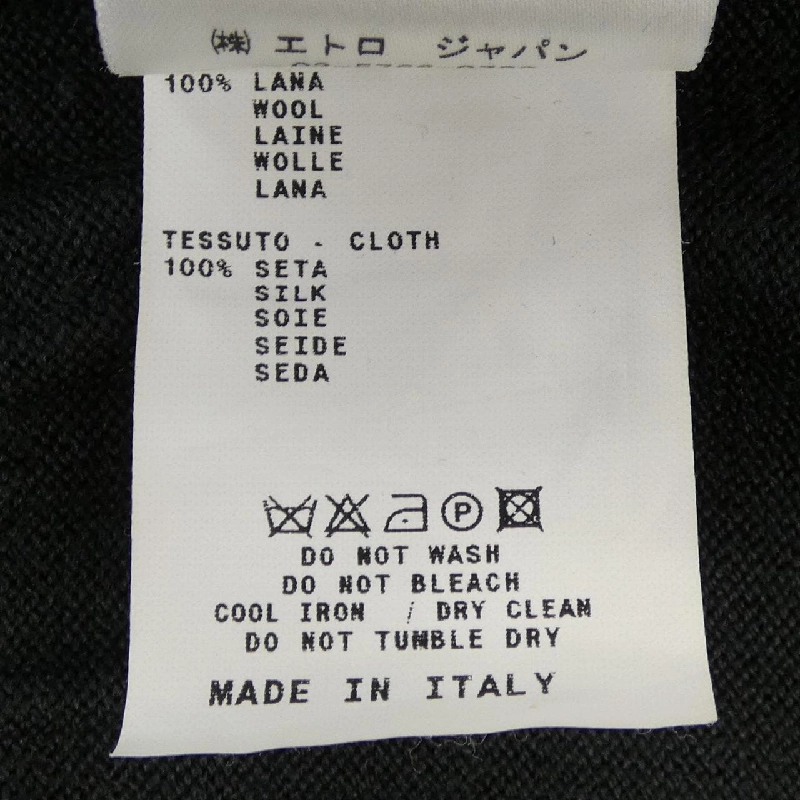 ㈱ エトロ ジャパン
100% LANA
WOOL
LAINE
WOLLE
LANA
TESSUTO - CLOTH
100% SETA
SILK
SOIE
SEIDE
SEDA
P
DO NOT WASH
DO NOT BLEACH
COOL IRON / DRY CLEAN
DO NOT TUMBLE DRY
MADE IN ITALY